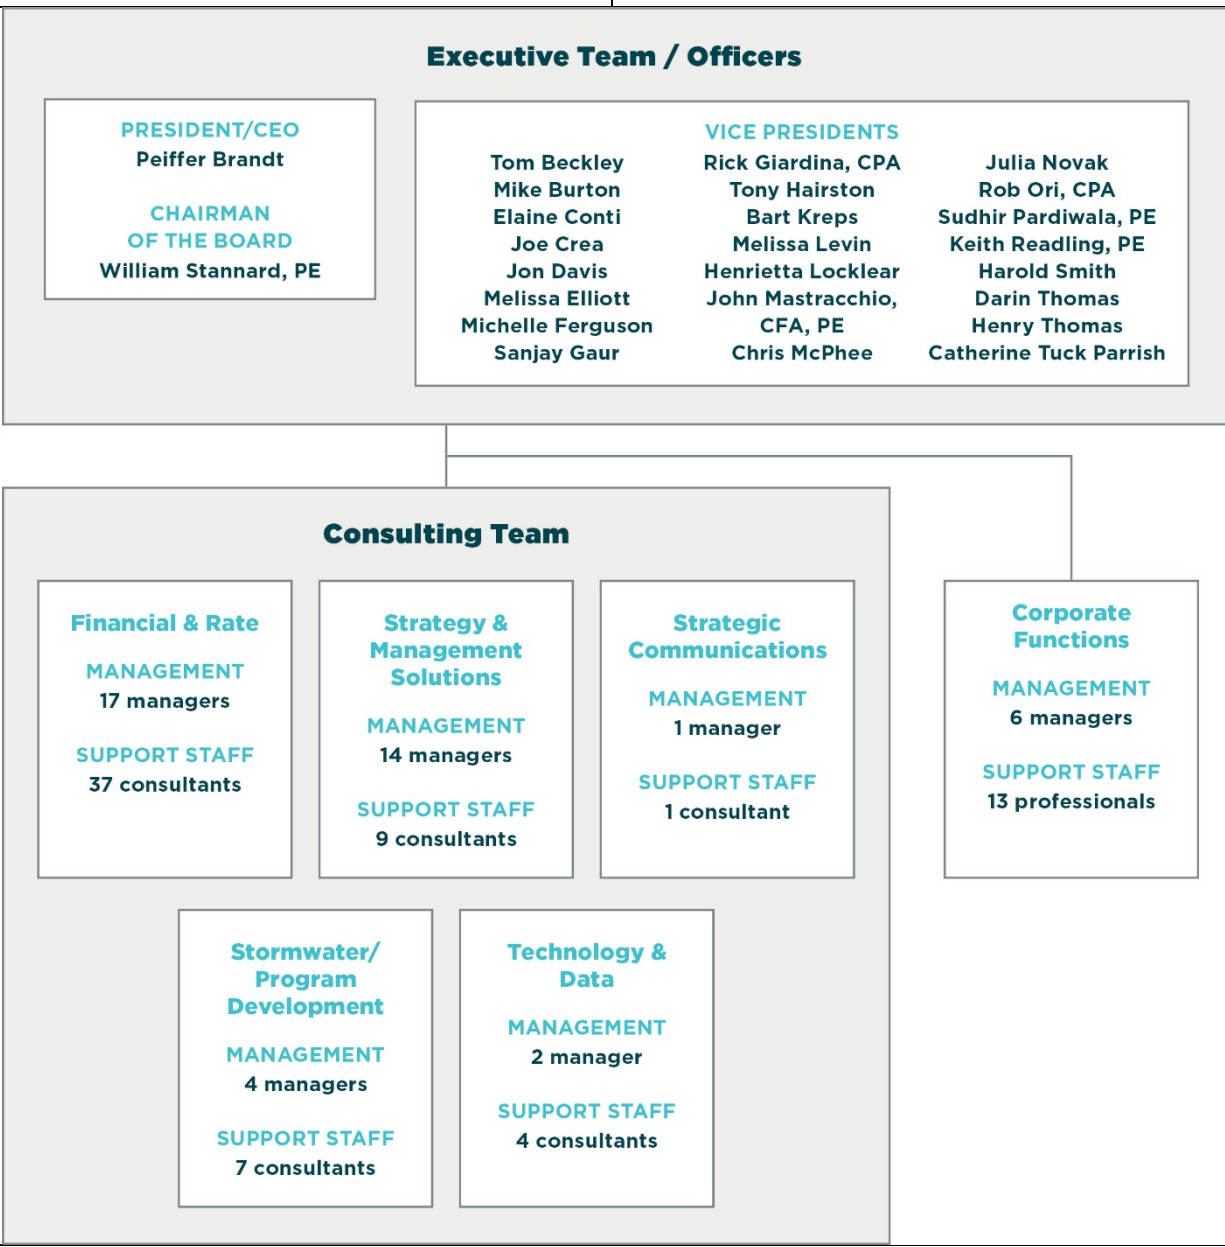 Executive Team / Officers
PRESIDENT/CEO
Peiffer Brandt
CHAIRMAN
OF THE BOARD
William Stannard, PE
VICE PRESIDENTS
Tom Beckley
Mike Burton
Elaine Conti
Joe Crea
Jon Davis
Melissa Elliott
Michelle Ferguson
Sanjay Gaur
Rick Giardina, CPA
Tony Hairston
Bart Kreps
Melissa Levin
Henrietta Locklear
John Mastracchio,
CFA, PE
Chris McPhee
Julia Novak
Rob Ori, CPA
Sudhir Pardiwala, PE
Keith Readling, PE
Harold Smith
Darin Thomas
Henry Thomas
Catherine Tuck Parrish
Consulting Team
Financial & Rate
MANAGEMENT
17 managers
SUPPORT STAFF
37 consultants
Strategy &
Management
Solutions
MANAGEMENT
14 managers
SUPPORT STAFF
9 consultants
Strategic
Communications
MANAGEMENT
1 manager
SUPPORT STAFF
1 consultant
Corporate
Functions
MANAGEMENT
6 managers
SUPPORT STAFF
13 professionals
Stormwater/
Program
Development
MANAGEMENT
4 managers
SUPPORT STAFF
7 consultants
Technology &
Data
MANAGEMENT
2 manager
SUPPORT STAFF
4 consultants